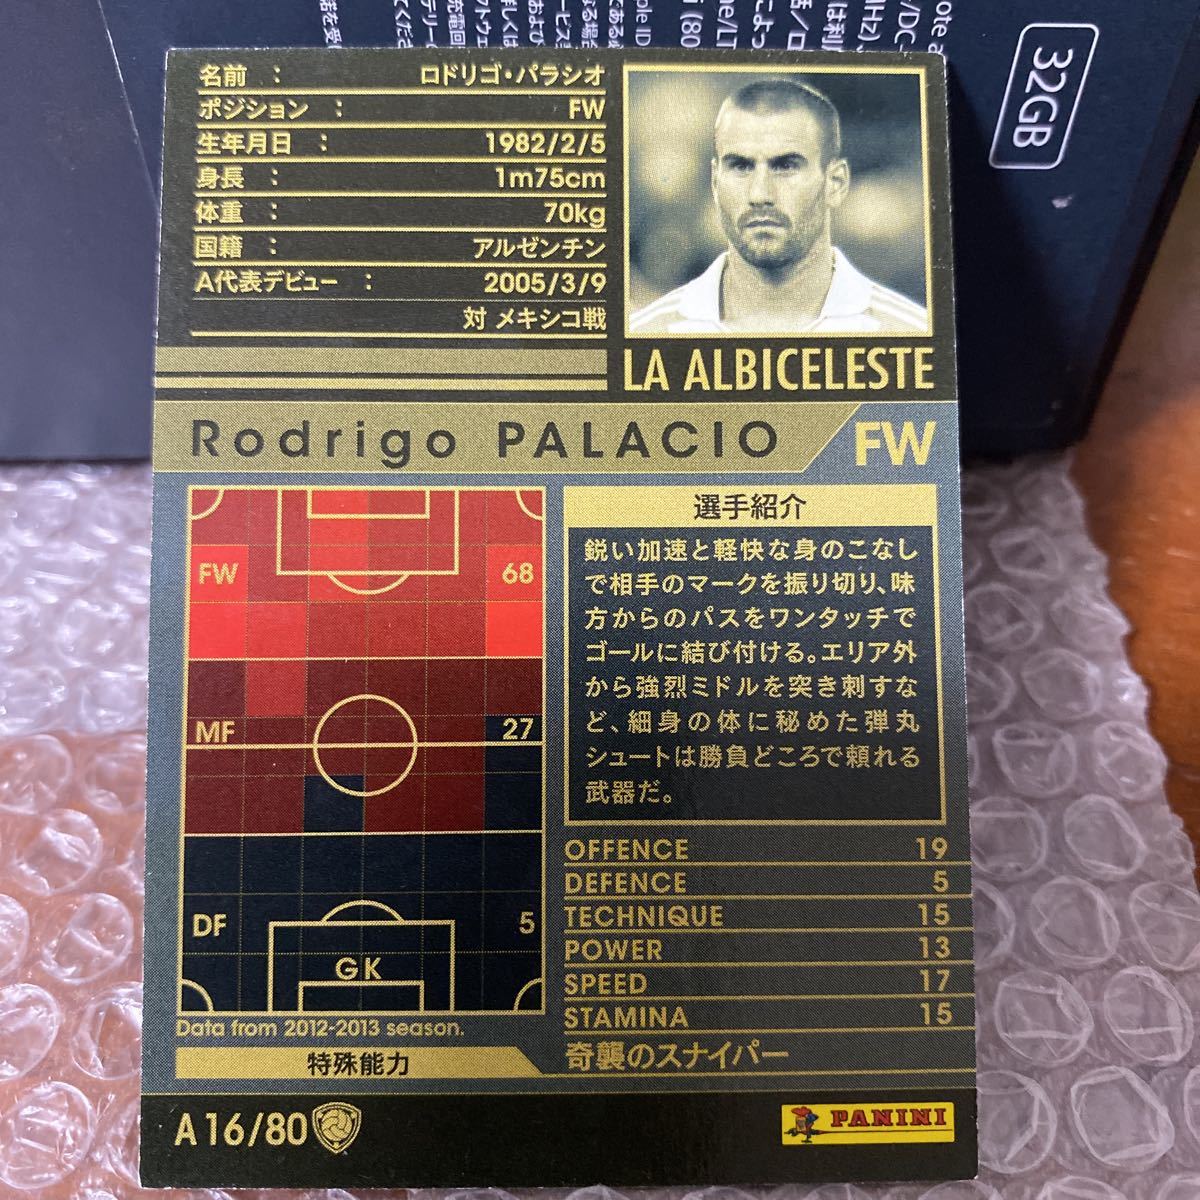 32GB
名前 : ロドリゴ・パラシオ
ポジション : FW
生年月日 : 1982/2/5
身長 : 1m75cm
体重 : 70kg
国籍 : アルゼンチン
A代表デビュー : 2005/3/9
対 メキシコ戦
LA ALBICELESTE
Rodrigo PALACIO FW
FW 68
MF 27
DF 5
GK
Data from 2012-2013 season.
選手紹介
鋭い加速と軽快な身のこなし
で相手のマークを振り切り、味
方からのパスをワンタッチで
ゴールに結び付ける。エリア外
から強烈ミドルを突き刺すな
ど、細身の体に秘めた弾丸
シュートは勝負どころで頼れる
武器だ。
OFFENCE 19
DEFENCE 5
TECHNIQUE 15
POWER 13
SPEED 17
STAMINA 15
特殊能力
奇襲のスナイパー
A16/80
PANINI